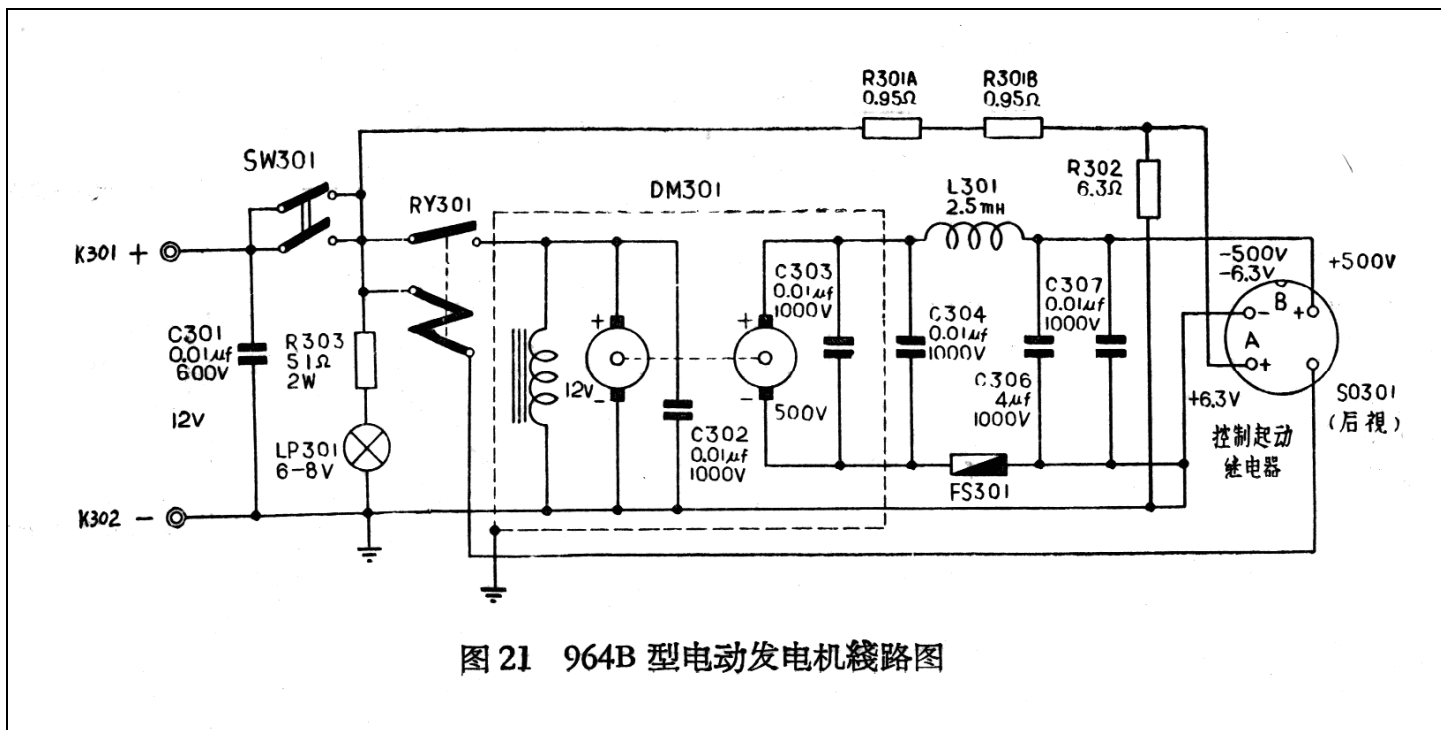 R301A
0.95Ω
R301B
0.95Ω
SW301
RY301
DM301
L301
2.5mH
R302
6.3Ω
K301 +
C301
0.01μf
600V
12V
R303
51Ω
2W
LP301
6-8V
K302 -
+
12V
-
C302
0.01μf
1000V
+
-
500V
C303
0.01μf
1000V
C304
0.01μf
1000V
C306
4μf
1000V
C307
0.01μf
1000V
FS301
-500V
-6.3V
+500V
B
- +
A
+
+6.3V
SO301
(后視)
控制起动
继电器
图 21 964B 型电动发电机綫路图